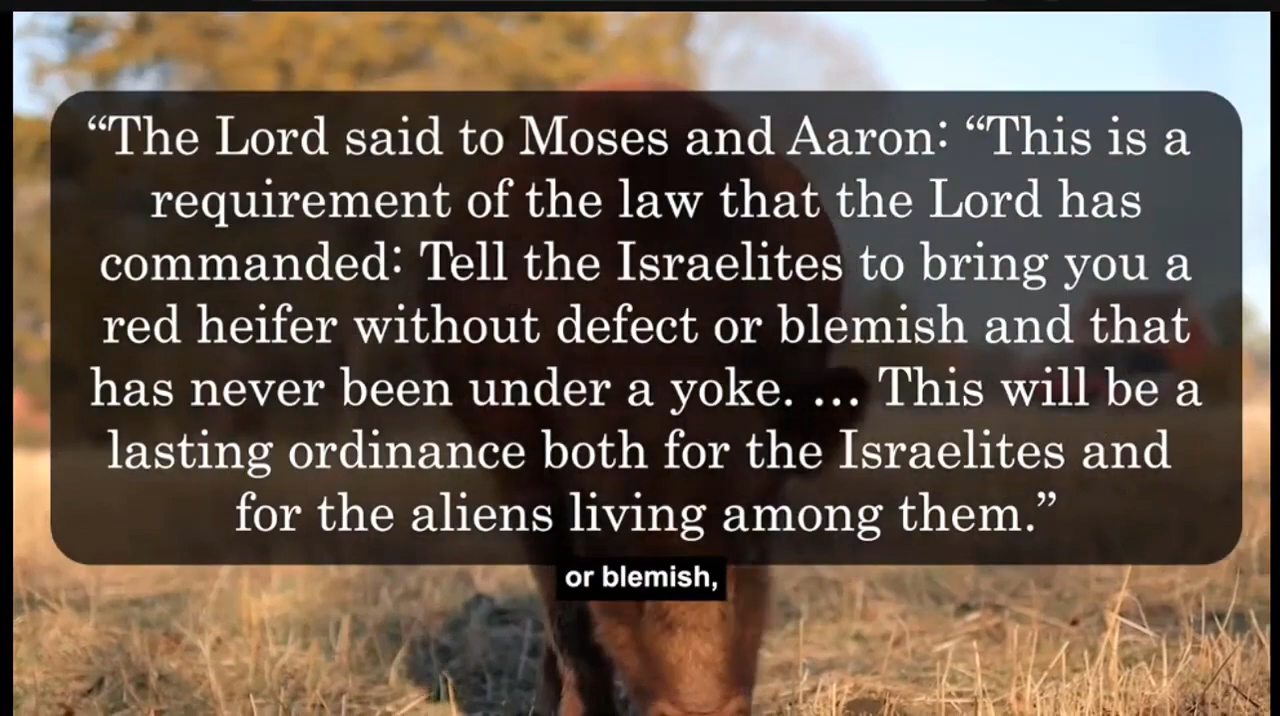 “The Lord said to Moses and Aaron: “This is a
requirement of the law that the Lord has
commanded: Tell the Israelites to bring you a
red heifer without defect or blemish and that
has never been under a yoke. … This will be a
lasting ordinance both for the Israelites and
for the aliens living among them.”
or blemish,